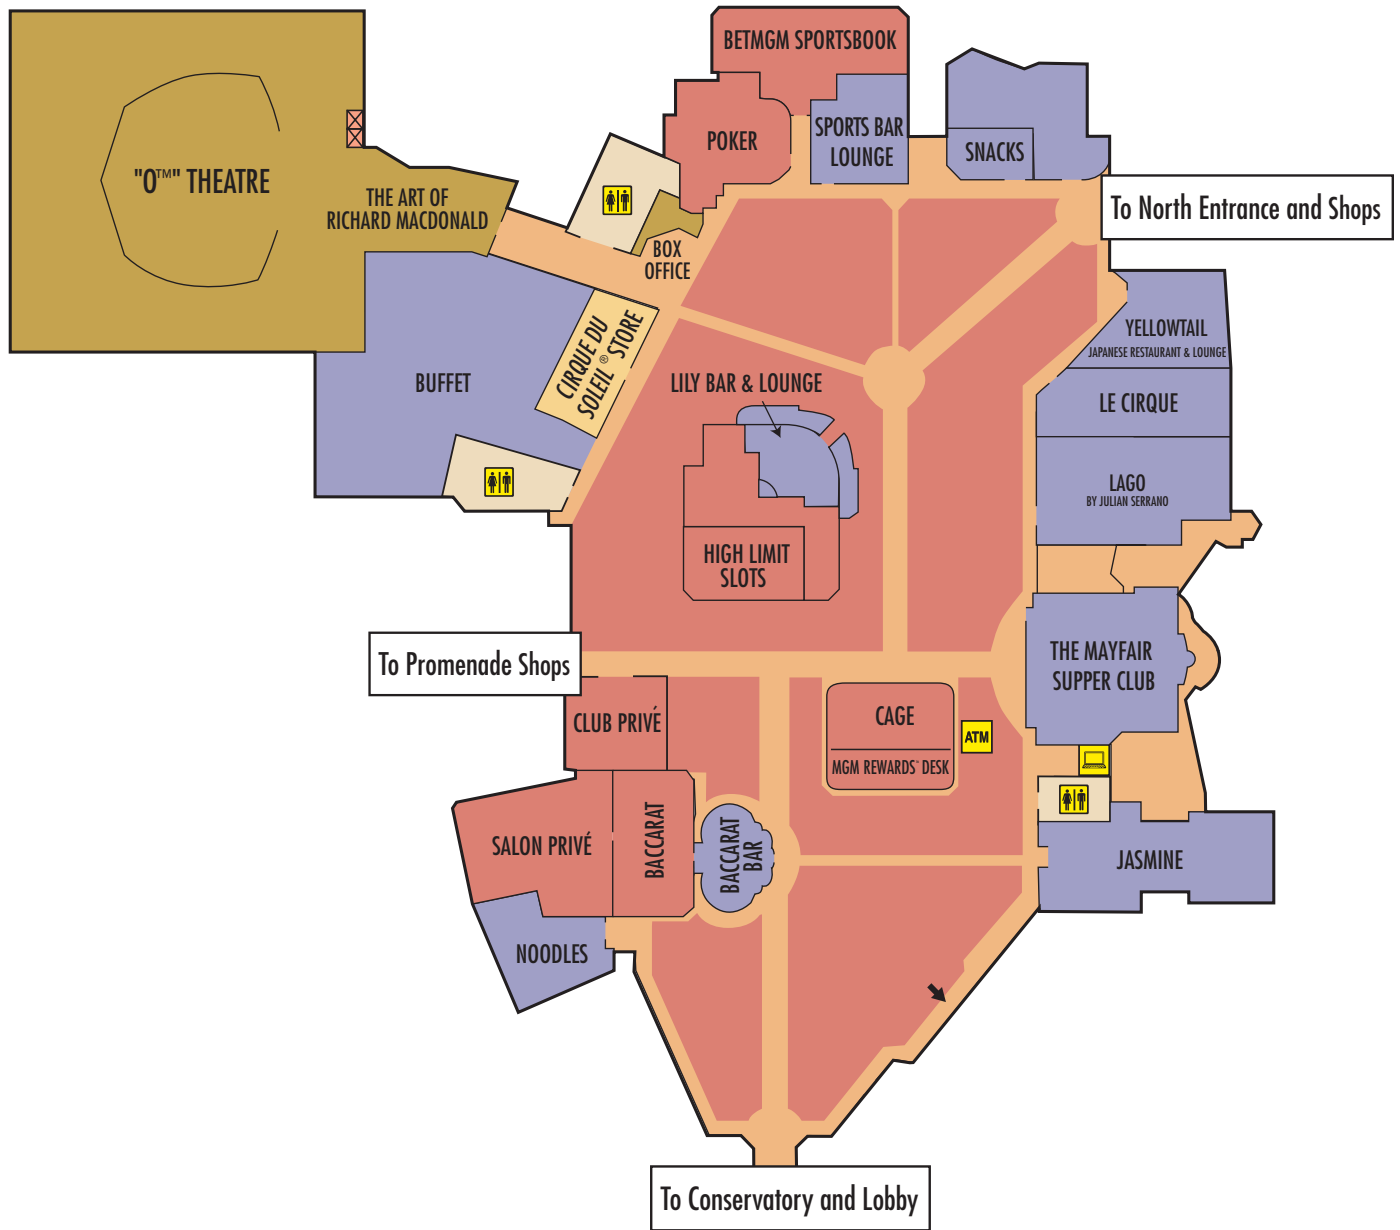 BETMGM SPORTSBOOK
POKER
SPORTS BAR
LOUNGE
SNACKS
"O™" THEATRE
THE ART OF
RICHARD MACDONALD
To North Entrance and Shops
BOX
OFFICE
CIRQUE DU
SOLEIL® STORE
BUFFET
LILY BAR & LOUNGE
YELLOWTAIL
JAPANESE RESTAURANT & LOUNGE
LE CIRQUE
LAGO
BY JULIAN SERRANO
HIGH LIMIT
SLOTS
To Promenade Shops
THE MAYFAIR
SUPPER CLUB
CLUB PRIVÉ
CAGE
ATM
MGM REWARDS™ DESK
SALON PRIVÉ
BACCARAT
BACCARAT
BAR
JASMINE
NOODLES
To Conservatory and Lobby